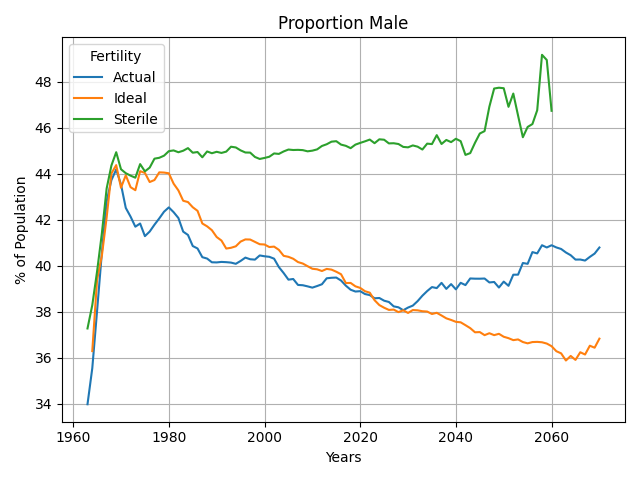 Proportion Male
Fertility
Actual
Ideal
Sterile
% of Population
48
46
44
42
40
38
36
34
1960
1980
2000
2020
2040
2060
Years